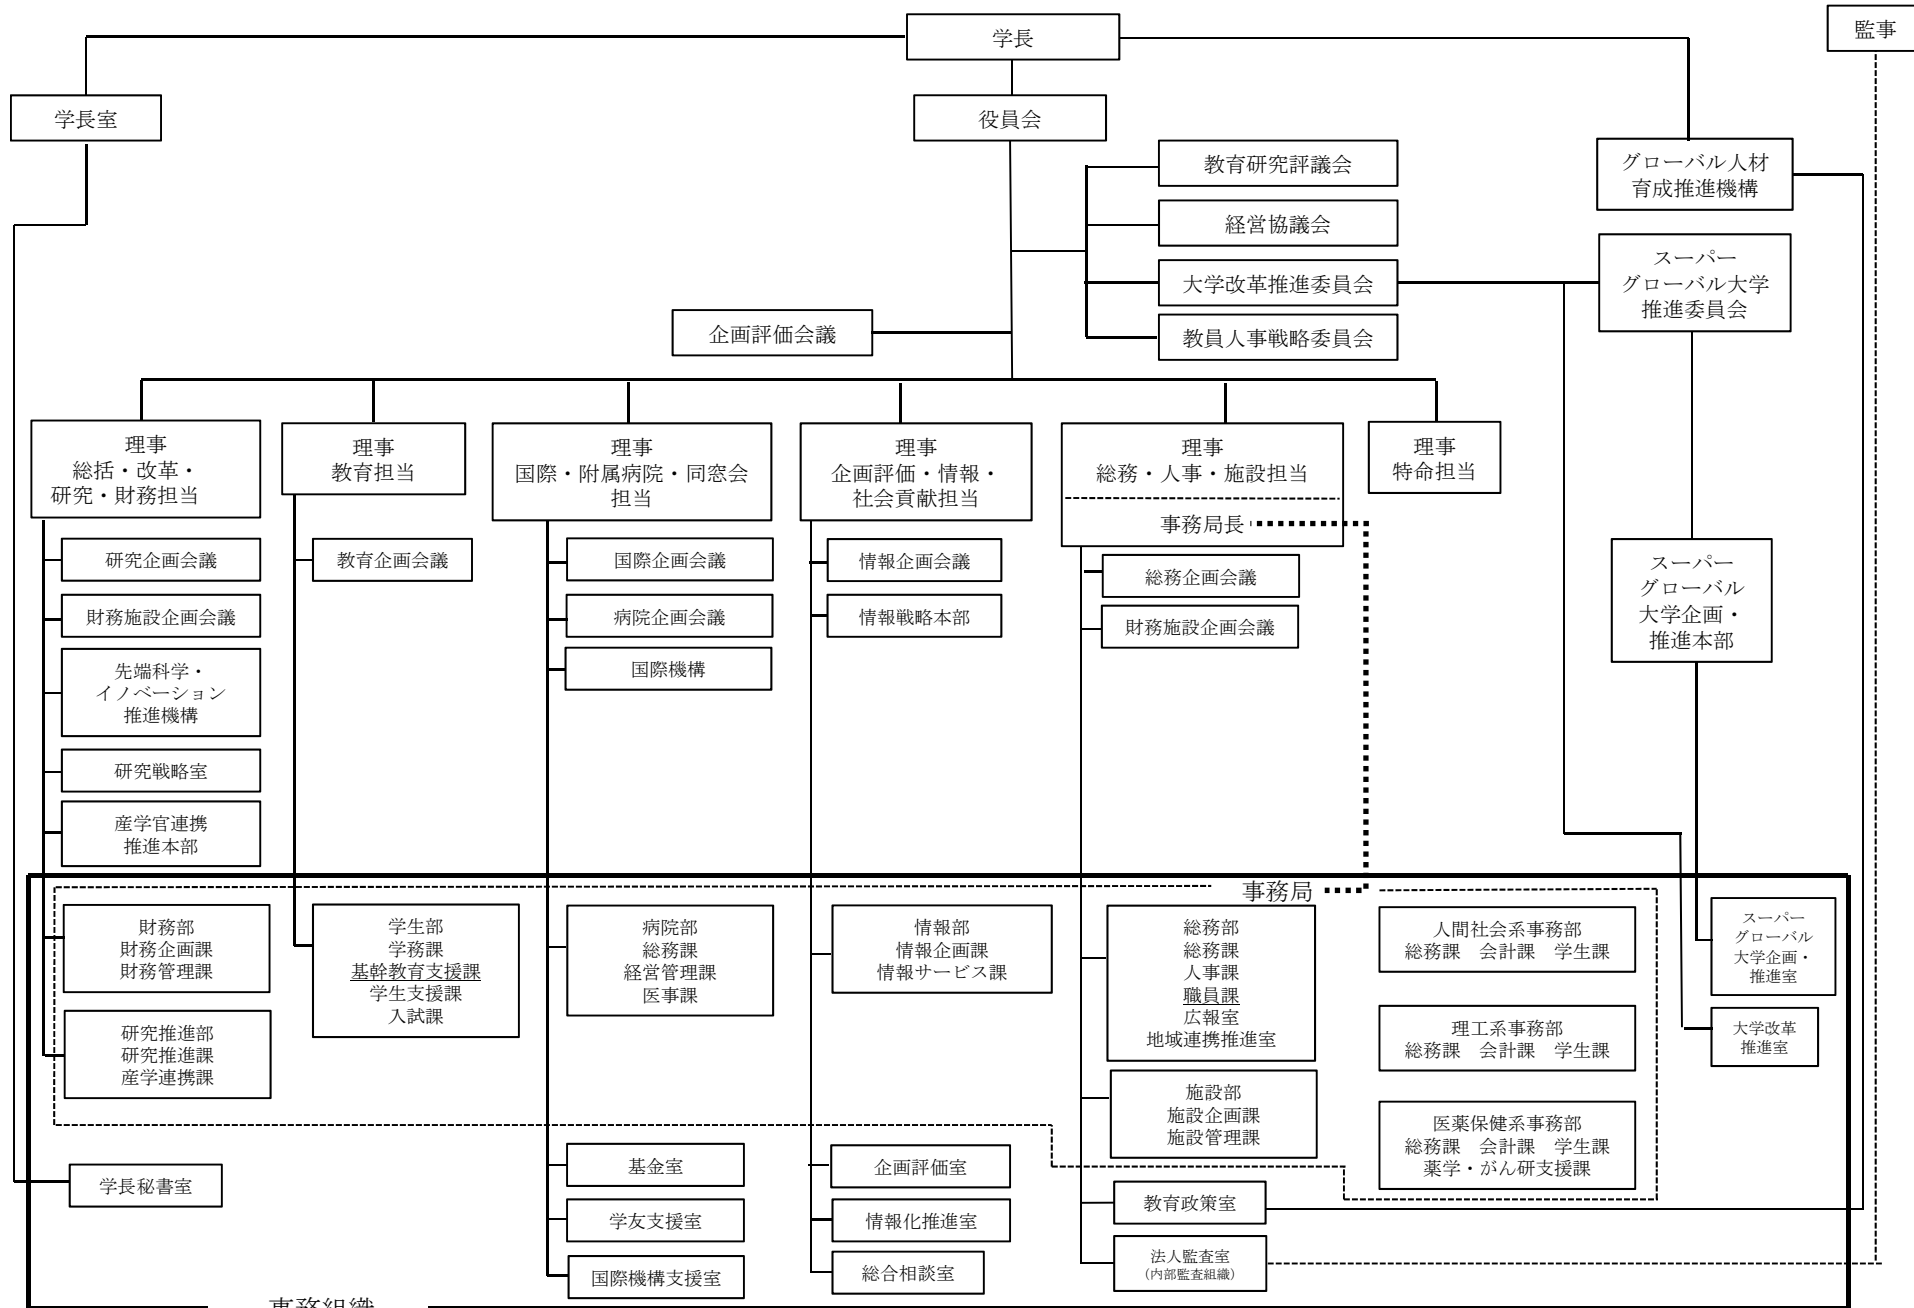 学長
監事
学長室
役員会
教育研究評議会
グローバル人材
育成推進機構
経営協議会
スーパー
グローバル大学
推進委員会
大学改革推進委員会
企画評価会議
教員人事戦略委員会
理事
総括・改革・
研究・財務担当
理事
教育担当
理事
国際・附属病院・同窓会
担当
理事
企画評価・情報・
社会貢献担当
理事
総務・人事・施設担当
事務局長
理事
特命担当
研究企画会議
財務施設企画会議
先端科学・
イノベーション
推進機構
研究戦略室
産学官連携
推進本部
教育企画会議
国際企画会議
病院企画会議
国際機構
情報企画会議
情報戦略本部
総務企画会議
財務施設企画会議
スーパー
グローバル
大学企画・
推進本部
事務局
財務部
財務企画課
財務管理課
研究推進部
研究推進課
産学連携課
学生部
学務課
基幹教育支援課
学生支援課
入試課
病院部
総務課
経営管理課
医事課
情報部
情報企画課
情報サービス課
総務部
総務課
人事課
職員課
広報室
地域連携推進室
施設部
施設企画課
施設管理課
人間社会系事務部
総務課 会計課 学生課
理工系事務部
総務課 会計課 学生課
医薬保健系事務部
総務課 会計課 学生課
薬学・がん研支援課
スーパー
グローバル
大学企画・
推進室
大学改革
推進室
学長秘書室
基金室
学友支援室
国際機構支援室
企画評価室
情報化推進室
総合相談室
教育政策室
法人監査室
(内部監査組織)
事務組織